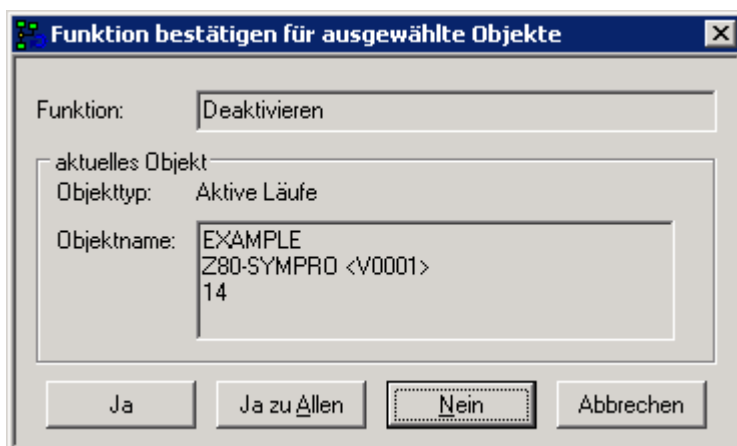 Funktion bestätigen für ausgewählte Objekte
Funktion: Deaktivieren
aktuelles Objekt
Objekttyp: Aktive Läufe
Objektname: EXAMPLE
Z80-SYMPRO <V0001>
14
Ja Ja zu Allen Nein Abbrechen